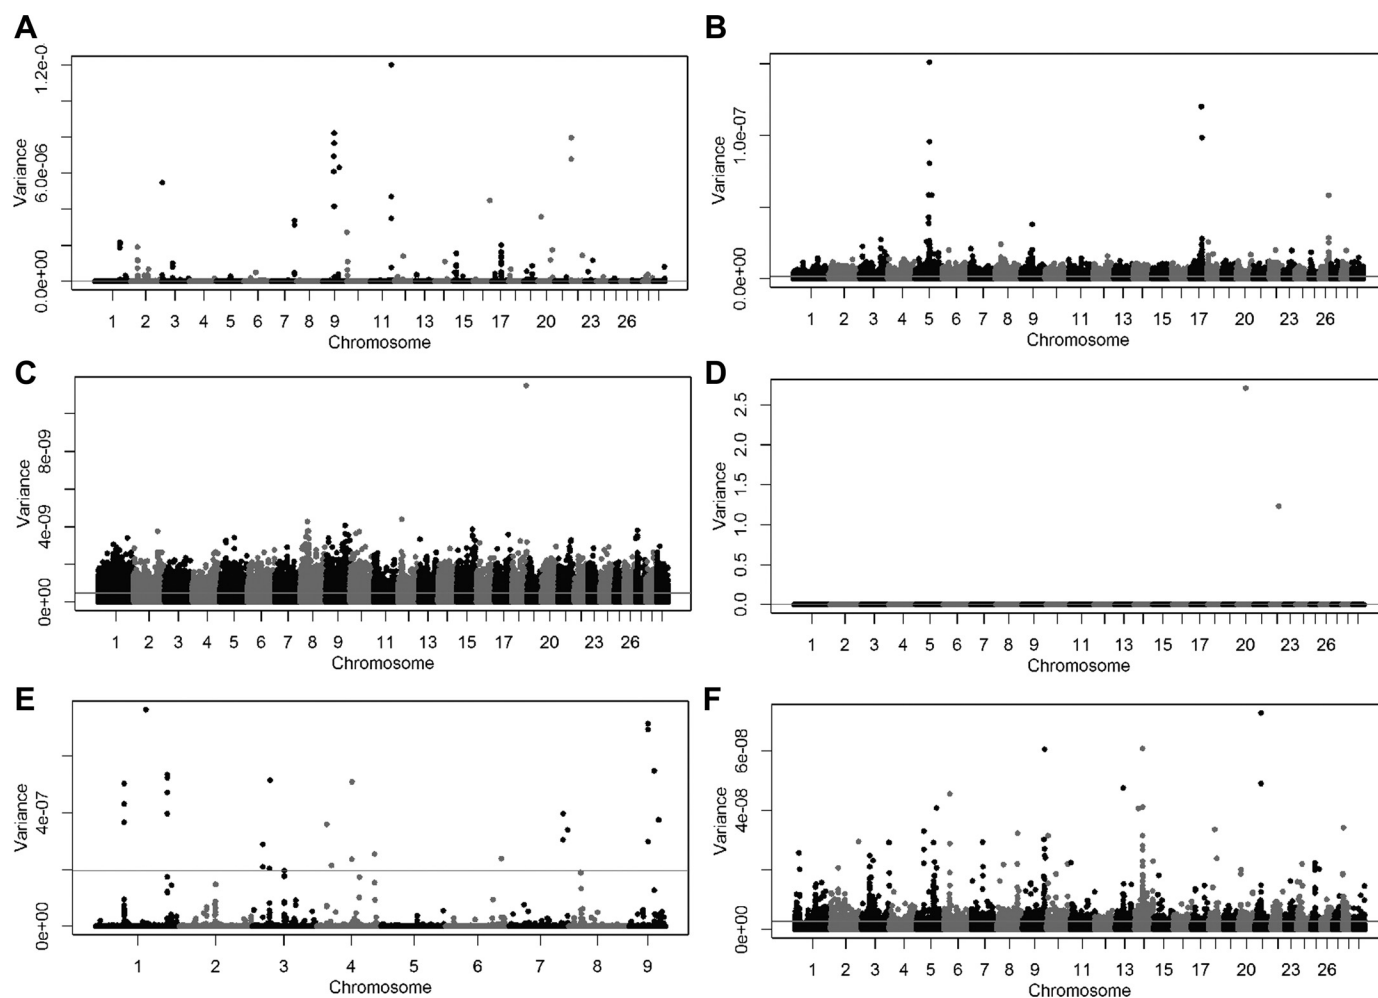 A
B
1.2e-0
6.0e-06
0.0e+00
Variance
1 2 3 4 5 6 7 8 9 11 13 15 17 20 23 26
Chromosome
1.0e-07
0.0e+00
Variance
1 2 3 4 5 6 7 8 9 11 13 15 17 20 23 26
Chromosome
C
D
8e-09
4e-09
0e+00
Variance
1 2 3 4 5 6 7 8 9 11 13 15 17 20 23 26
Chromosome
2.5
2.0
1.5
1.0
0.5
0.0
Variance
1 2 3 4 5 6 7 8 9 11 13 15 17 20 23 26
Chromosome
E
F
4e-07
0e+00
Variance
1 2 3 4 5 6 7 8 9
Chromosome
6e-08
4e-08
0e+00
Variance
1 2 3 4 5 6 7 8 9 11 13 15 17 20 23 26
Chromosome